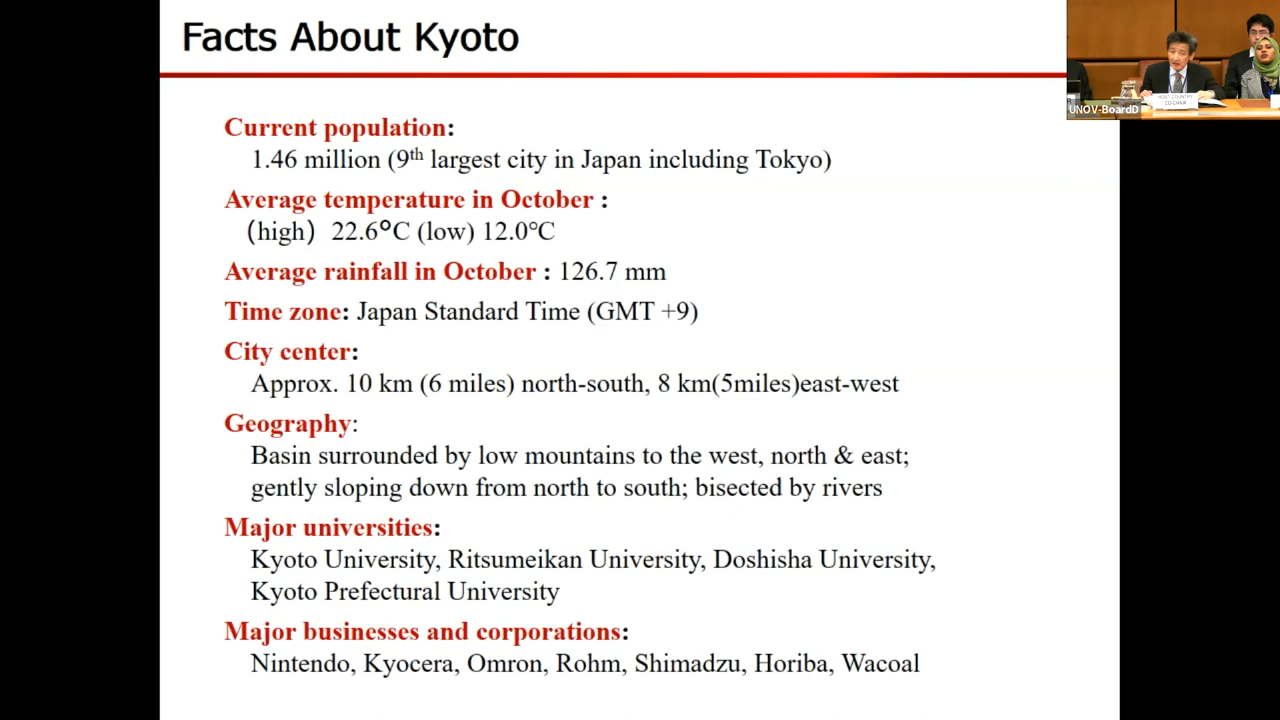 Facts About Kyoto
HOST COUNTRY
CO-CHAIR
UNOV-BoardD
Current population:
1.46 million (9th largest city in Japan including Tokyo)
Average temperature in October :
(high) 22.6°C (low) 12.0℃
Average rainfall in October : 126.7 mm
Time zone: Japan Standard Time (GMT +9)
City center:
Approx. 10 km (6 miles) north-south, 8 km(5miles)east-west
Geography:
Basin surrounded by low mountains to the west, north & east;
gently sloping down from north to south; bisected by rivers
Major universities:
Kyoto University, Ritsumeikan University, Doshisha University,
Kyoto Prefectural University
Major businesses and corporations:
Nintendo, Kyocera, Omron, Rohm, Shimadzu, Horiba, Wacoal